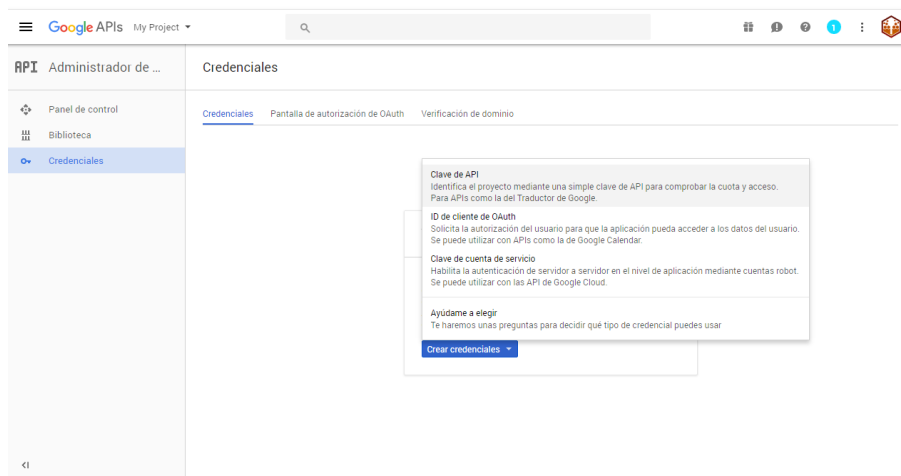 Google APIs My Project
1
API Administrador de ...
Credenciales
Panel de control
Biblioteca
Credenciales
Credenciales Pantalla de autorización de OAuth Verificación de dominio
Clave de API
Identifica el proyecto mediante una simple clave de API para comprobar la cuota y acceso.
Para APIs como la del Traductor de Google.
ID de cliente de OAuth
Solicita la autorización del usuario para que la aplicación pueda acceder a los datos del usuario.
Se puede utilizar con APIs como la de Google Calendar.
Clave de cuenta de servicio
Habilita la autenticación de servidor a servidor en el nivel de aplicación mediante cuentas robot.
Se puede utilizar con las API de Google Cloud.
Ayúdame a elegir
Te haremos unas preguntas para decidir qué tipo de credencial puedes usar
Crear credenciales